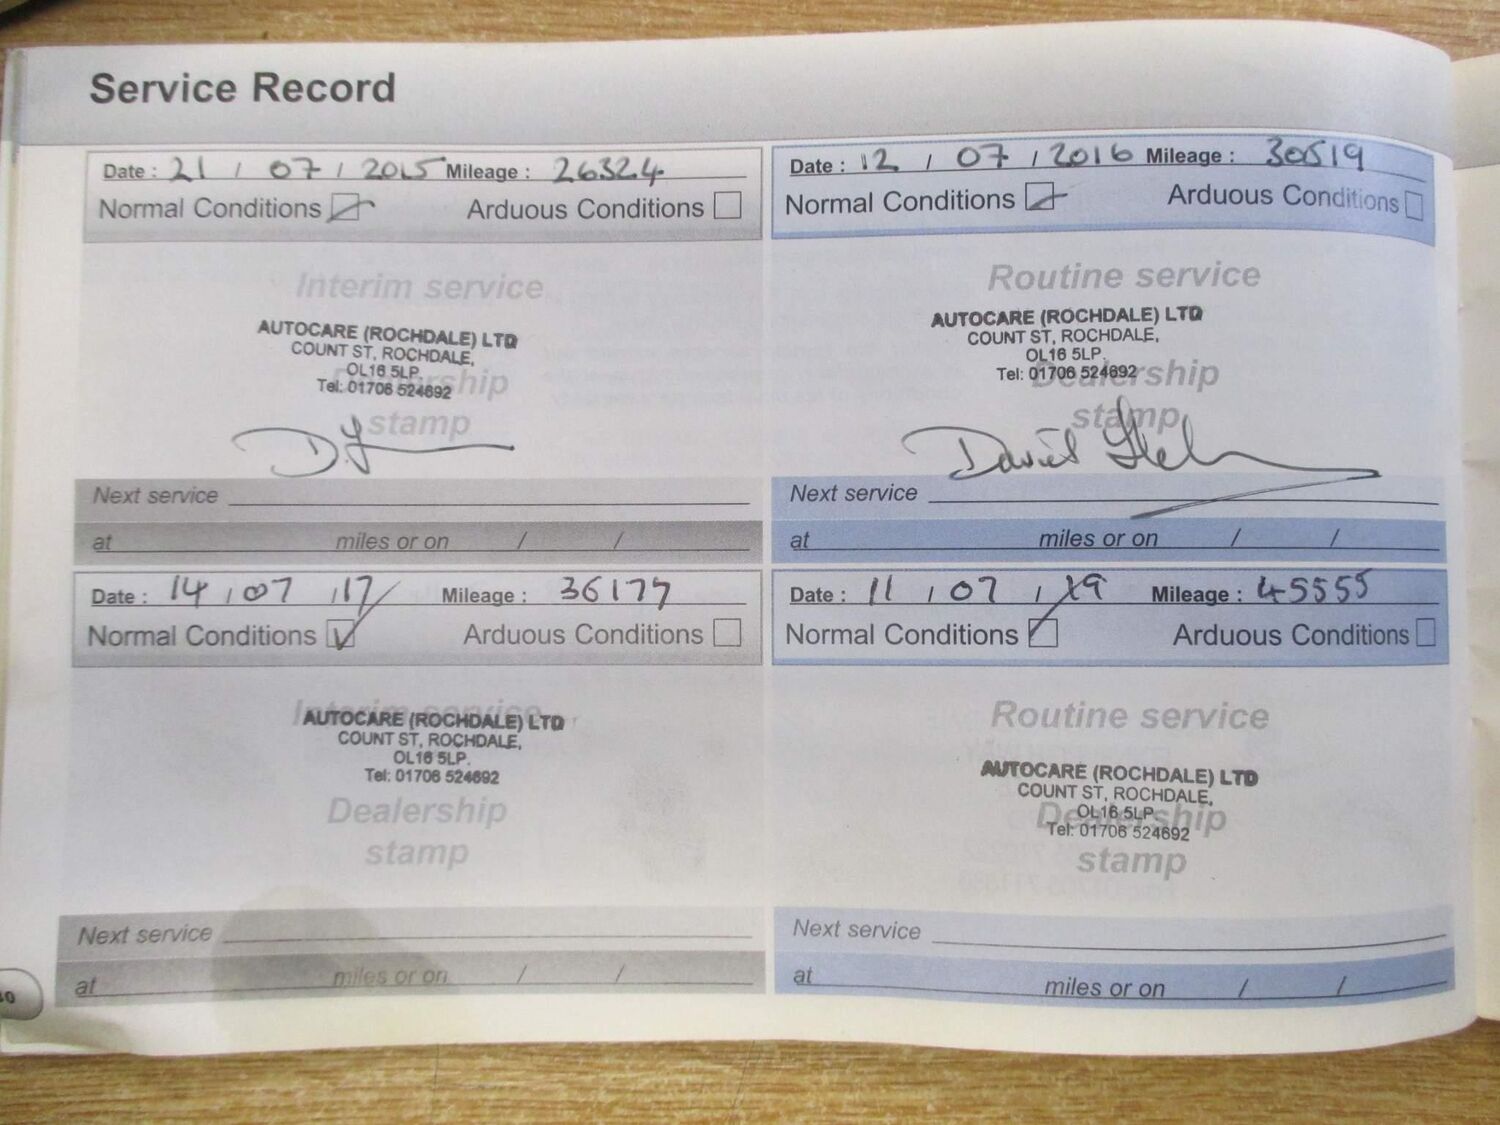 Service Record
Date : 21 / 07 / 2015 Mileage : 26324
Normal Conditions Arduous Conditions
Interim service
AUTOCARE (ROCHDALE) LTD
COUNT ST, ROCHDALE,
OL16 5LP.
Tel: 01706 524692
Dealership
stamp
Next service
at miles or on / /
Date : 12 / 07 / 2016 Mileage : 30519
Normal Conditions Arduous Conditions
Routine service
AUTOCARE (ROCHDALE) LTD
COUNT ST, ROCHDALE,
OL16 5LP.
Tel: 01706 524692
Dealership
stamp
David
Next service
at miles or on / /
Date : 14 / 07 / 17 Mileage : 36177
Normal Conditions Arduous Conditions
Interim service
AUTOCARE (ROCHDALE) LTD
COUNT ST, ROCHDALE,
OL16 5LP.
Tel: 01706 524692
Dealership
stamp
Next service
at miles or on / /
Date : 11 / 07 / 19 Mileage : 45555
Normal Conditions Arduous Conditions
Routine service
AUTOCARE (ROCHDALE) LTD
COUNT ST, ROCHDALE,
OL16 5LP.
Tel: 01706 524692
Dealership
stamp
Next service
at miles or on / /